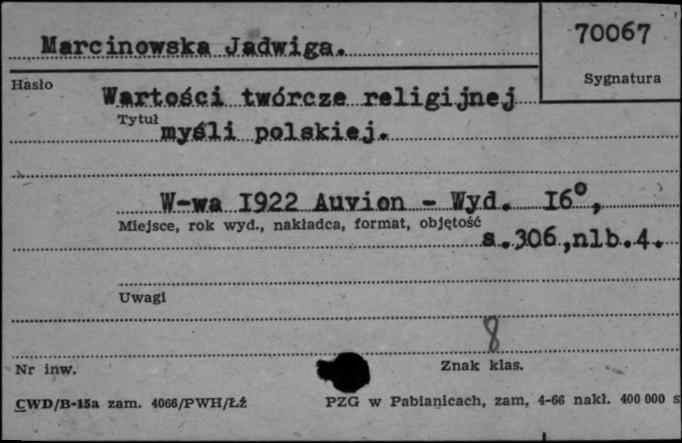 Marcinowska Jadwiga.
70067
Hasło
Sygnatura
Wartości twórcze religijnej
Tytuł
myśli polskiej.
W-wa 1922 Auvion - Wyd. 16°,
Miejsce, rok wyd., nakładca, format, objętość
s.306,nlb.4.
Uwagi
8
Nr inw.
Znak klas.
CWD/B-15a zam. 4066/PWH/Łż
PZG w Pabianicach, zam, 4-66 nakł. 400 000 s